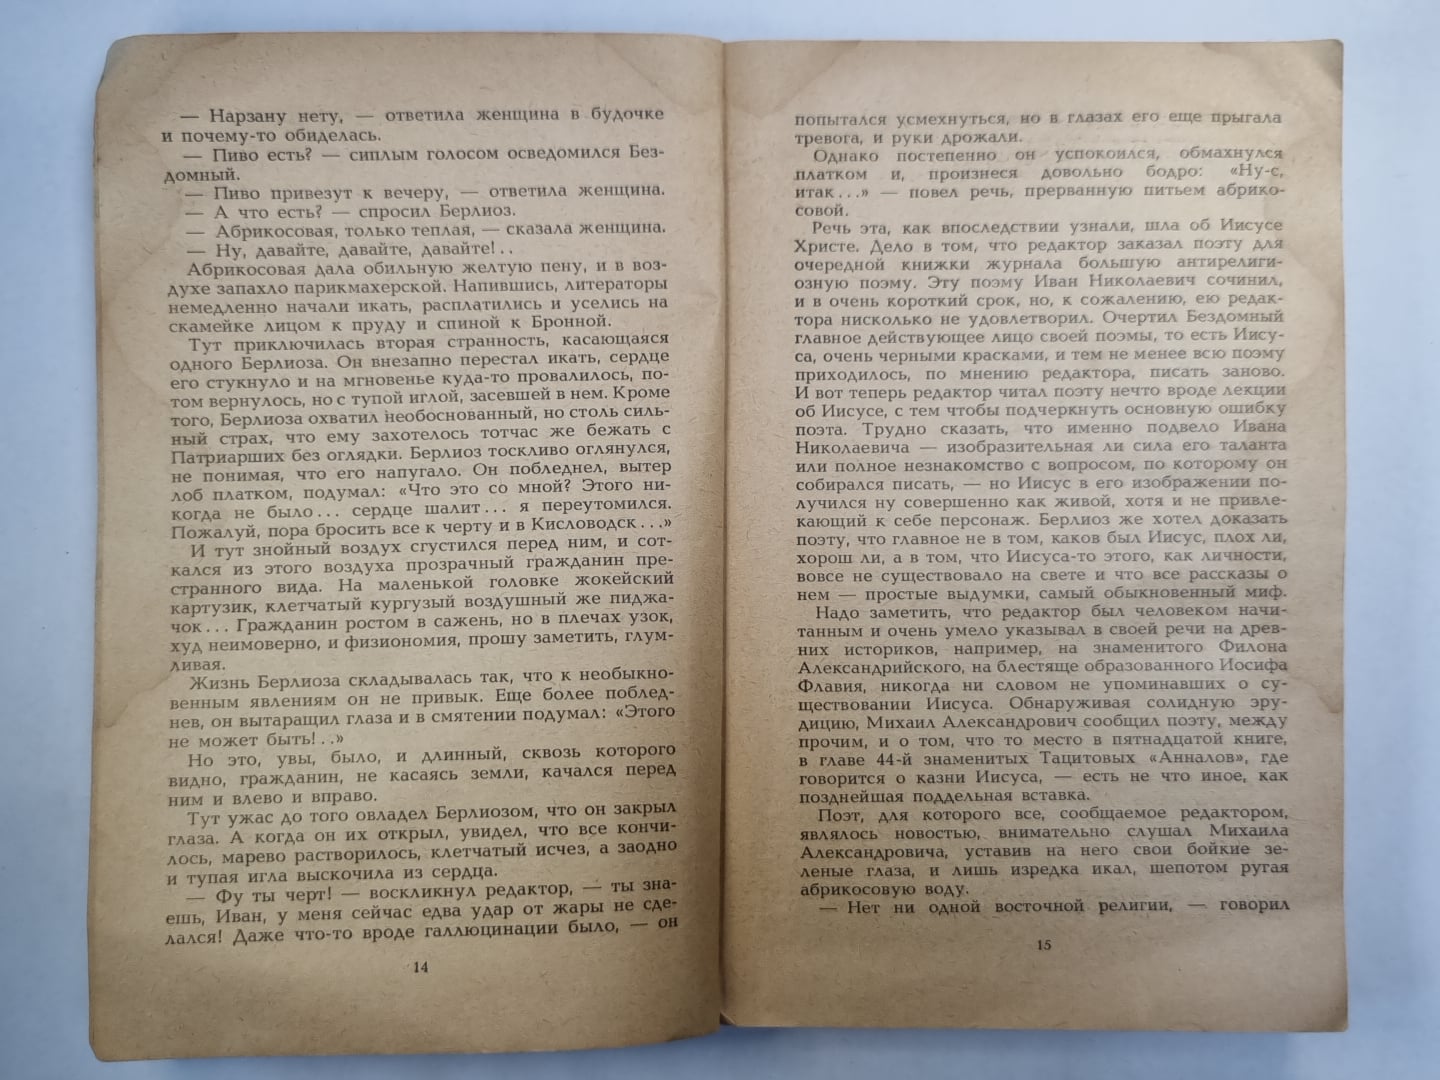 — Нарзану нету, — ответила женщина в будочке
и почему-то обиделась.
— Пиво есть? — сиплым голосом осведомился Без-
домный.
— Пиво привезут к вечеру, — ответила женщина.
— А что есть? — спросил Берлиоз.
— Абрикосовая, только теплая, — сказала женщина.
— Ну, давайте, давайте, давайте!..
Абрикосовая дала обильную желтую пену, и в воз-
духе запахло парикмахерской. Напившись, литераторы
немедленно начали икать, расплатились и уселись на
скамейке лицом к пруду и спиной к Бронной.
Тут приключилась вторая странность, касающаяся
одного Берлиоза. Он внезапно перестал икать, сердце
его стукнуло и на мгновенье куда-то провалилось, по-
том вернулось, но с тупой иглой, засевшей в нем. Кроме
того, Берлиоза охватил необоснованный, но столь силь-
ный страх, что ему захотелось тотчас же бежать с
Патриарших без оглядки. Берлиоз тоскливо оглянулся,
не понимая, что его напугало. Он побледнел, вытер
лоб платком, подумал: «Что это со мной? Этого ни-
когда не было... сердце шалит... я переутомился.
Пожалуй, пора бросить все к черту и в Кисловодск...»
И тут знойный воздух сгустился перед ним, и сот-
кался из этого воздуха прозрачный гражданин пре-
странного вида. На маленькой головке жокейский
картузик, клетчатый кургузый воздушный же пиджа-
чок... Гражданин ростом в сажень, но в плечах узок,
худ неимоверно, и физиономия, прошу заметить, глум-
ливая.
Жизнь Берлиоза складывалась так, что к необыкно-
венным явлениям он не привык. Еще более поблед-
нев, он вытаращил глаза и в смятении подумал: «Этого
не может быть!..»
Но это, увы, было, и длинный, сквозь которого
видно, гражданин, не касаясь земли, качался перед
ним и влево и вправо.
Тут ужас до того овладел Берлиозом, что он закрыл
глаза. А когда он их открыл, увидел, что все кончи-
лось, марево растворилось, клетчатый исчез, а заодно
и тупая игла выскочила из сердца.
— Фу ты черт! — воскликнул редактор, — ты зна-
ешь, Иван, у меня сейчас едва удар от жары не сде-
лался! Даже что-то вроде галлюцинации было, — он
14
попытался усмехнуться, но в глазах его еще прыгала
тревога, и руки дрожали.
Однако постепенно он успокоился, обмахнулся
платком и, произнеся довольно бодро: «Ну-с,
итак...» — повел речь, прерванную питьем абрико-
совой.
Речь эта, как впоследствии узнали, шла об Иисусе
Христе. Дело в том, что редактор заказал поэту для
очередной книжки журнала большую антирелиги-
озную поэму. Эту поэму Иван Николаевич сочинил,
и в очень короткий срок, но, к сожалению, ею редак-
тора нисколько не удовлетворил. Очертил Бездомный
главное действующее лицо своей поэмы, то есть Иису-
са, очень черными красками, и тем не менее всю поэму
приходилось, по мнению редактора, писать заново.
И вот теперь редактор читал поэту нечто вроде лекции
об Иисусе, с тем чтобы подчеркнуть основную ошибку
поэта. Трудно сказать, что именно подвело Ивана
Николаевича — изобразительная ли сила его таланта
или полное незнакомство с вопросом, по которому он
собирался писать, — но Иисус в его изображении по-
лучился ну совершенно как живой, хотя и не привле-
кающий к себе персонаж. Берлиоз же хотел доказать
поэту, что главное не в том, каков был Иисус, плох ли,
хорош ли, а в том, что Иисуса-то этого, как личности,
вовсе не существовало на свете и что все рассказы о
нем — простые выдумки, самый обыкновенный миф.
Надо заметить, что редактор был человеком начи-
танным и очень умело указывал в своей речи на древ-
них историков, например, на знаменитого Филона
Александрийского, на блестяще образованного Иосифа
Флавия, никогда ни словом не упоминавших о су-
ществовании Иисуса. Обнаруживая солидную эру-
дицию, Михаил Александрович сообщил поэту, между
прочим, и о том, что то место в пятнадцатой книге,
в главе 44-й знаменитых Тацитовых «Анналов», где
говорится о казни Иисуса, — есть не что иное, как
позднейшая поддельная вставка.
Поэт, для которого все, сообщаемое редактором,
являлось новостью, внимательно слушал Михаила
Александровича, уставив на него свои бойкие зе-
леные глаза, и лишь изредка икал, шепотом ругая
абрикосовую воду.
— Нет ни одной восточной религии, — говорил
15